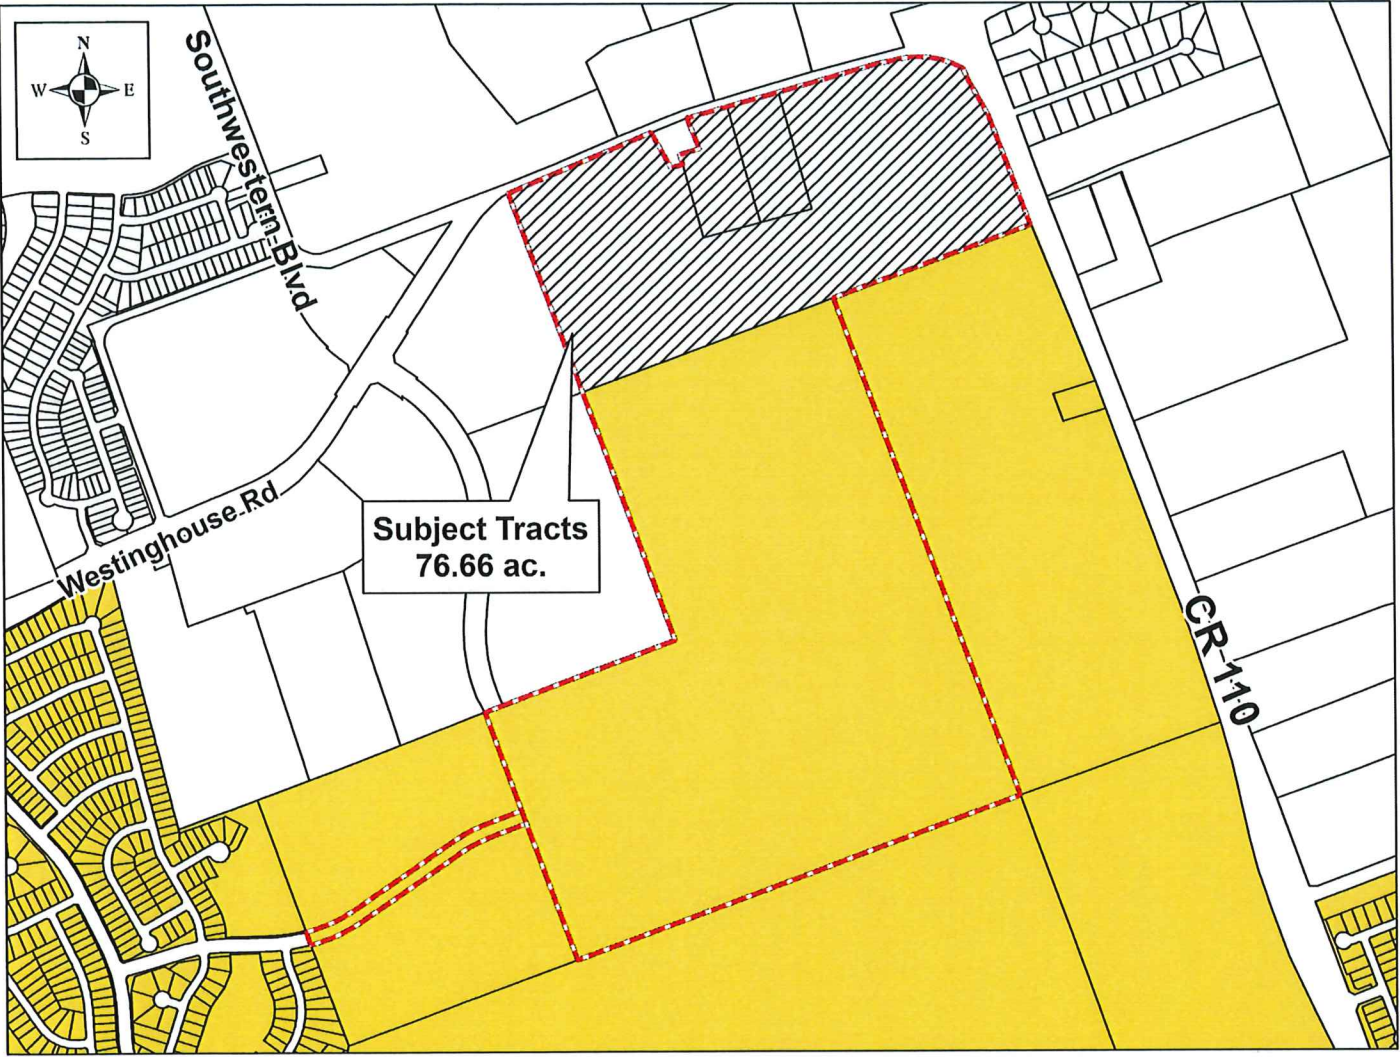 N
W E
S
Southwestern Blvd
Westinghouse Rd
Subject Tracts
76.66 ac.
CR 110